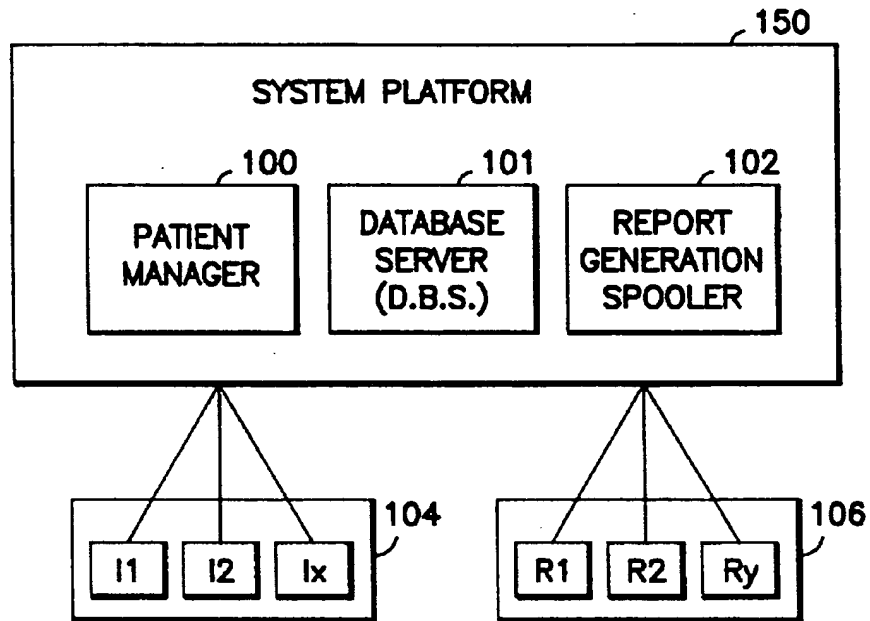 150
SYSTEM PLATFORM
100
101
102
PATIENT
MANAGER
DATABASE
SERVER
(D.B.S.)
REPORT
GENERATION
SPOOLER
104
I1
I2
Ix
106
R1
R2
Ry